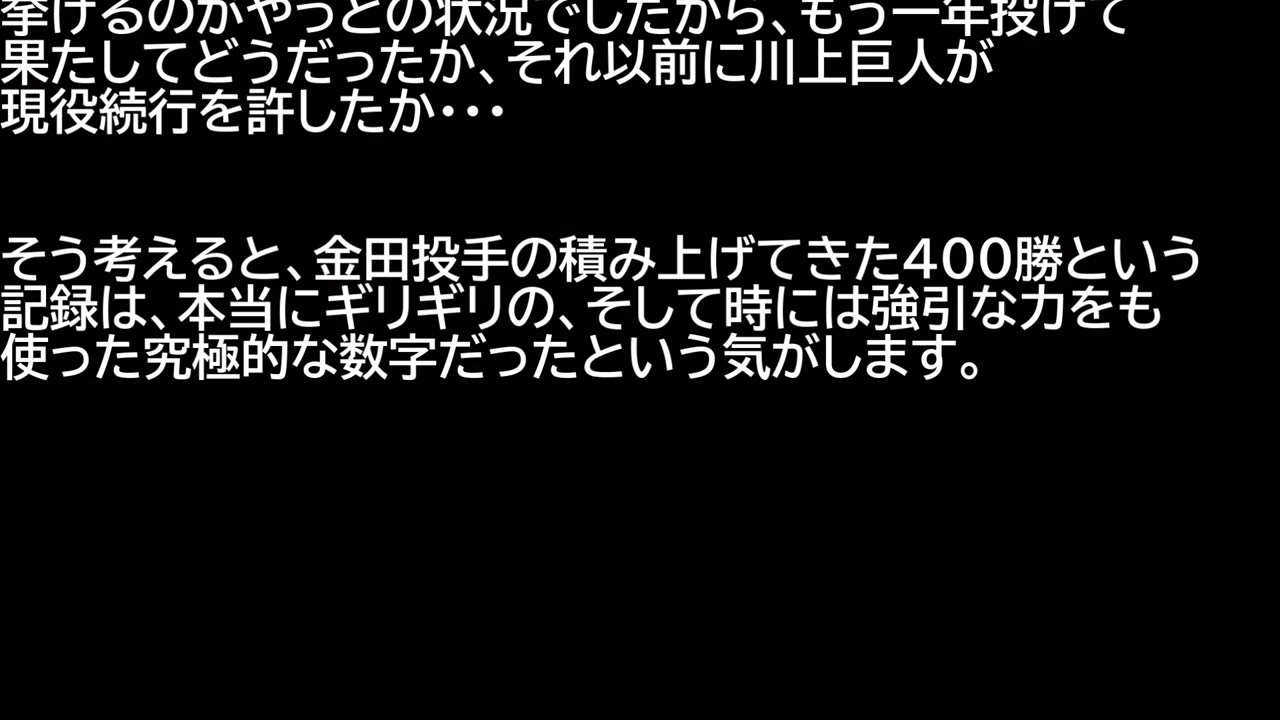 挙げるのがやっとの状況でしたから、もう一年投げて
果たしてどうだったか、それ以前に川上巨人が
現役続行を許したか・・・
そう考えると、金田投手の積み上げてきた400勝という
記録は、本当にギリギリの、そして時には強引な力をも
使った究極的な数字だったという気がします。